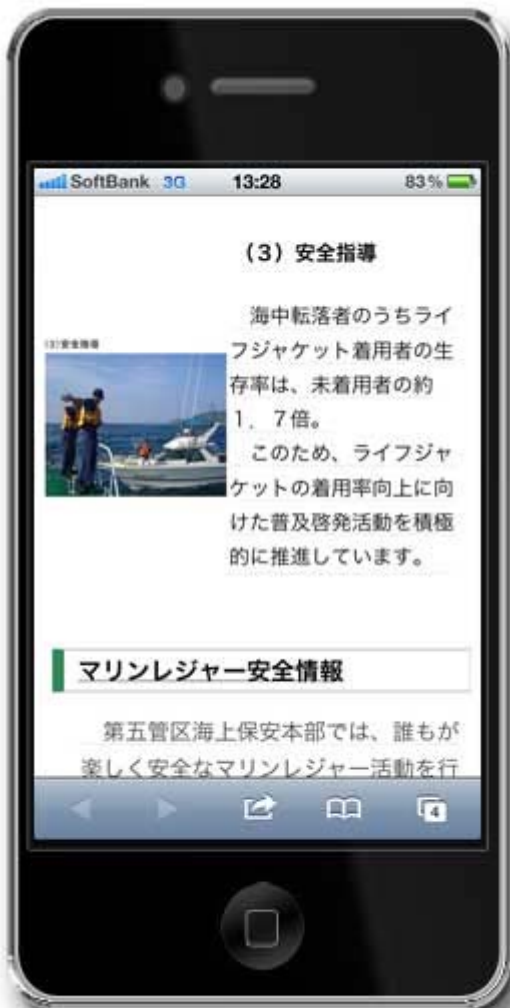 SoftBank 3G 13:28 83%
(3)安全指導
(3)安全指導
　海中転落者のうちライ
フジャケット着用者の生
存率は、未着用者の約
１．７倍。
　このため、ライフジャ
ケットの着用率向上に向
けた普及啓発活動を積極
的に推進しています。
マリンレジャー安全情報
　第五管区海上保安本部では、誰もが
楽しく安全なマリンレジャー活動を行
4